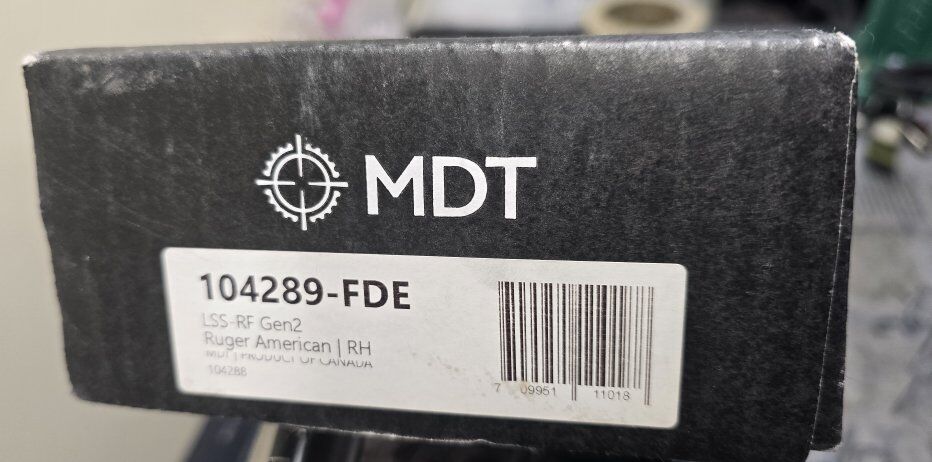 MDT
104289-FDE
LSS-RF Gen2
Ruger American | RH
MDT | PRODUCT OF CANADA
104288
7 09951 11018